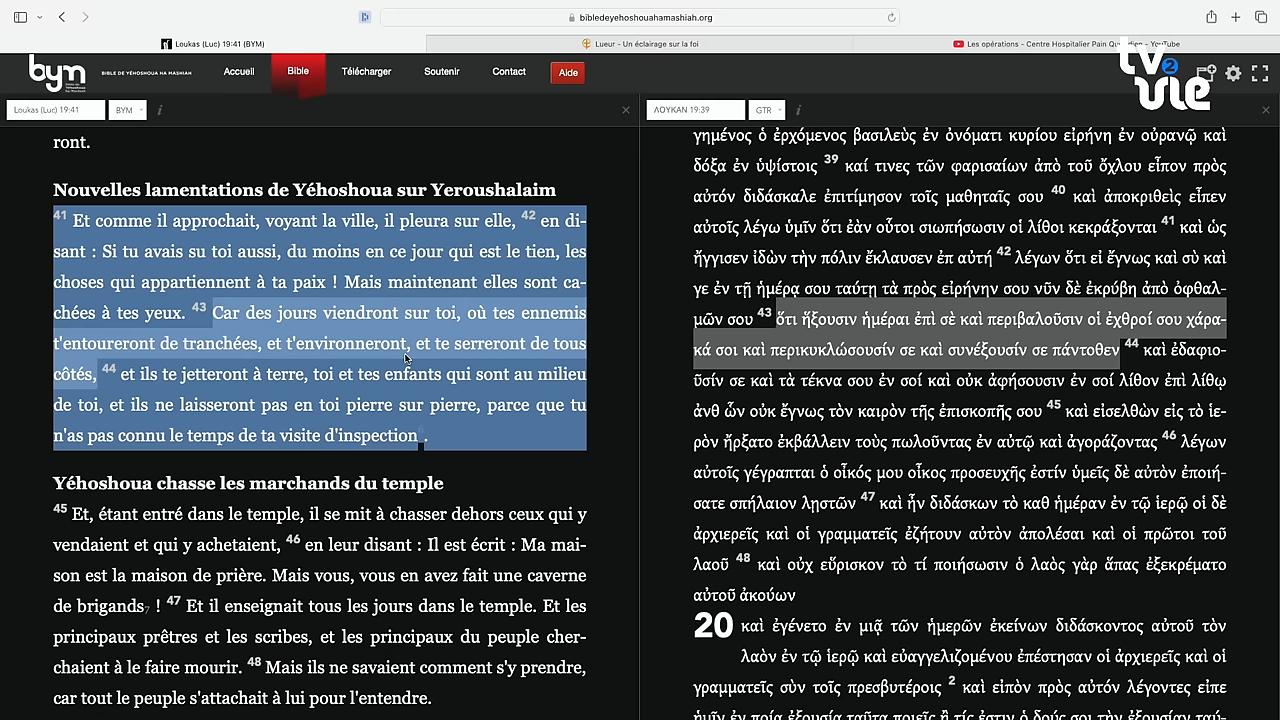 bibledeyehoshouahamashiah.org
Loukas (Luc) 19:41 (BYM)
Lueur - Un éclairage sur la foi
Les opérations - Centre Hospitalier Pain Quotidien - YouTube
tv2vie
bym
BIBLE DE YÉHOSHOUA HA MASHIAH
Accueil
Bible
Télécharger
Soutenir
Contact
Aide
Loukas (Luc) 19:41
BYM
ront.
Nouvelles lamentations de Yéhoshoua sur Yeroushalaim
41 Et comme il approchait, voyant la ville, il pleura sur elle, 42 en di-
sant : Si tu avais su toi aussi, du moins en ce jour qui est le tien, les
choses qui appartiennent à ta paix ! Mais maintenant elles sont ca-
chées à tes yeux. 43 Car des jours viendront sur toi, où tes ennemis
t'entoureront de tranchées, et t'environneront, et te serreront de tous
côtés, 44 et ils te jetteront à terre, toi et tes enfants qui sont au milieu
de toi, et ils ne laisseront pas en toi pierre sur pierre, parce que tu
n'as pas connu le temps de ta visite d'inspection .
Yéhoshoua chasse les marchands du temple
45 Et, étant entré dans le temple, il se mit à chasser dehors ceux qui y
vendaient et qui y achetaient, 46 en leur disant : Il est écrit : Ma mai-
son est la maison de prière. Mais vous, vous en avez fait une caverne
de brigands7 ! 47 Et il enseignait tous les jours dans le temple. Et les
principaux prêtres et les scribes, et les principaux du peuple cher-
chaient à le faire mourir. 48 Mais ils ne savaient comment s'y prendre,
car tout le peuple s'attachait à lui pour l'entendre.
ΛΟΥΚΑΝ 19:39
GTR
γημένος ὁ ἐρχόμενος βασιλεὺς ἐν ὀνόματι κυρίου εἰρήνη ἐν οὐρανῷ καὶ
δόξα ἐν ὑψίστοις 39 καί τινες τῶν φαρισαίων ἀπὸ τοῦ ὄχλου εἶπον πρὸς
αὐτόν διδάσκαλε ἐπιτίμησον τοῖς μαθηταῖς σου 40 καὶ ἀποκριθεὶς εἶπεν
αὐτοῖς λέγω ὑμῖν ὅτι ἐὰν οὗτοι σιωπήσωσιν οἱ λίθοι κεκράξονται 41 καὶ ὡς
ἤγγισεν ἰδὼν τὴν πόλιν ἔκλαυσεν ἐπ αὐτή 42 λέγων ὅτι εἰ ἔγνως καὶ σὺ καὶ
γε ἐν τῇ ἡμέρᾳ σου ταύτῃ τὰ πρὸς εἰρήνην σου νῦν δὲ ἐκρύβη ἀπὸ ὀφθαλ-
μῶν σου 43 ὅτι ἥξουσιν ἡμέραι ἐπὶ σὲ καὶ περιβαλοῦσιν οἱ ἐχθροί σου χάρα-
κά σοι καὶ περικυκλώσουσίν σε καὶ συνέξουσίν σε πάντοθεν 44 καὶ ἐδαφιο-
ῦσίν σε καὶ τὰ τέκνα σου ἐν σοί καὶ οὐκ ἀφήσουσιν ἐν σοί λίθον ἐπὶ λίθῳ
ἀνθ ὧν οὐκ ἔγνως τὸν καιρὸν τῆς ἐπισκοπῆς σου 45 καὶ εἰσελθὼν εἰς τὸ ἱε-
ρὸν ἤρξατο ἐκβάλλειν τοὺς πωλοῦντας ἐν αὐτῷ καὶ ἀγοράζοντας 46 λέγων
αὐτοῖς γέγραπται ὁ οἶκός μου οἶκος προσευχῆς ἐστίν ὑμεῖς δὲ αὐτὸν ἐποιή-
σατε σπήλαιον λῃστῶν 47 καὶ ἦν διδάσκων τὸ καθ ἡμέραν ἐν τῷ ἱερῷ οἱ δὲ
ἀρχιερεῖς καὶ οἱ γραμματεῖς ἐζήτουν αὐτὸν ἀπολέσαι καὶ οἱ πρῶτοι τοῦ
λαοῦ 48 καὶ οὐχ εὕρισκον τὸ τί ποιήσωσιν ὁ λαὸς γὰρ ἅπας ἐξεκρέματο
αὐτοῦ ἀκούων
20 καὶ ἐγένετο ἐν μιᾷ τῶν ἡμερῶν ἐκείνων διδάσκοντος αὐτοῦ τὸν
λαὸν ἐν τῷ ἱερῷ καὶ εὐαγγελιζομένου ἐπέστησαν οἱ ἀρχιερεῖς καὶ οἱ
γραμματεῖς σὺν τοῖς πρεσβυτέροις 2 καὶ εἶπὸν πρὸς αὐτόν λέγοντες εἰπε
ἡμῖν ἐν ποίᾳ ἐξουσίᾳ ταῦτα ποιεῖς ἢ τίς ἐστιν ὁ δούς σοι τὴν ἐξουσίαν ταύ-